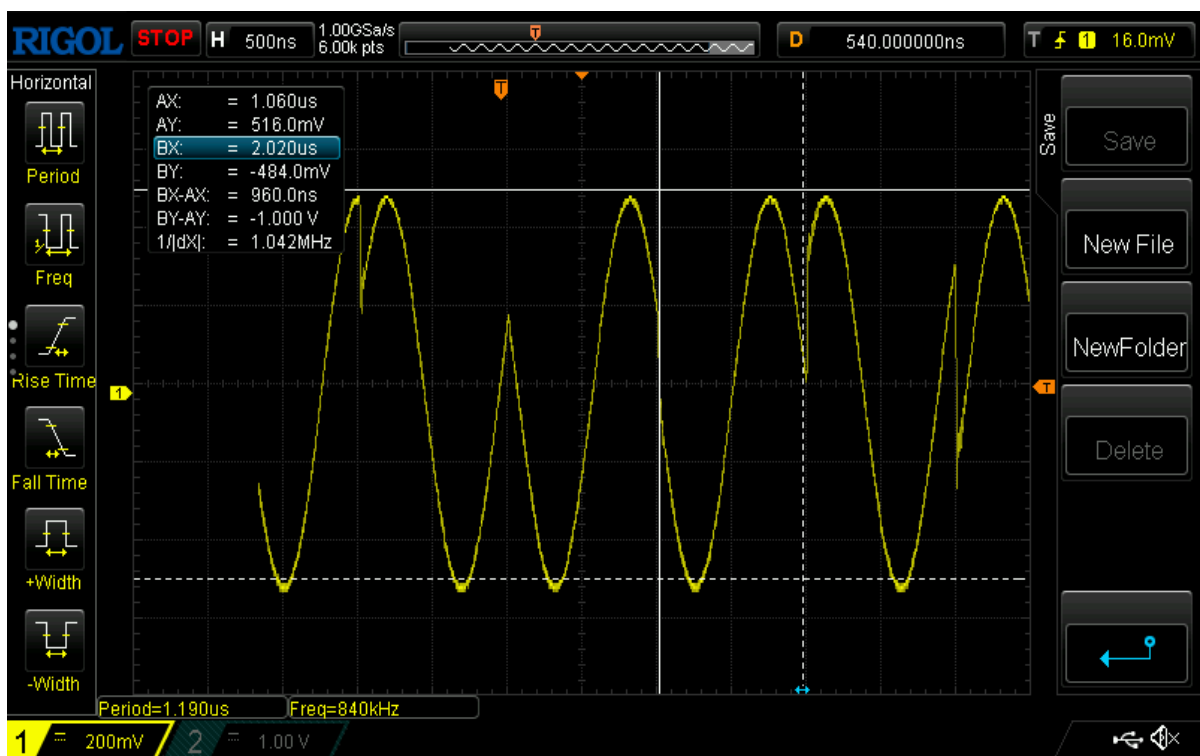 RIGOL STOP H 500ns 1.00GSa/s 6.00k pts T D 540.000000ns T 1 16.0mV
Horizontal
Period
Freq
Rise Time
Fall Time
+Width
-Width
T
AX: = 1.060us
AY: = 516.0mV
BX: = 2.020us
BY: = -484.0mV
BX-AX: = 960.0ns
BY-AY: = -1.000 V
1/|dX|: = 1.042MHz
1
T
Save
Save
New File
NewFolder
Delete
Period=1.190us Freq=840kHz
1 200mV 2 1.00 V